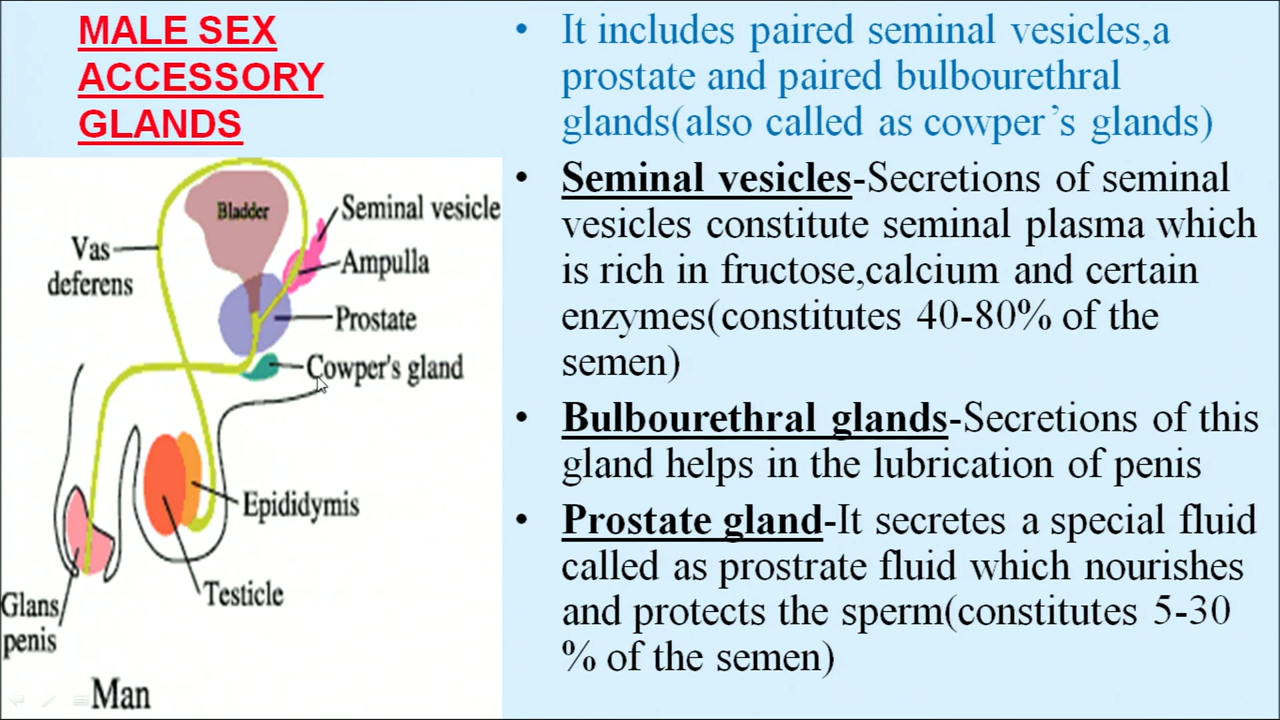 MALE SEX
ACCESSORY
GLANDS
• It includes paired seminal vesicles,a
prostate and paired bulbourethral
glands(also called as cowper’s glands)
• Seminal vesicles-Secretions of seminal
vesicles constitute seminal plasma which
is rich in fructose,calcium and certain
enzymes(constitutes 40-80% of the
semen)
• Bulbourethral glands-Secretions of this
gland helps in the lubrication of penis
• Prostate gland-It secretes a special fluid
called as prostrate fluid which nourishes
and protects the sperm(constitutes 5-30
% of the semen)
Bladder
Seminal vesicle
Vas
deferens
Ampulla
Prostate
Cowper's gland
Epididymis
Testicle
Glans
penis
Man